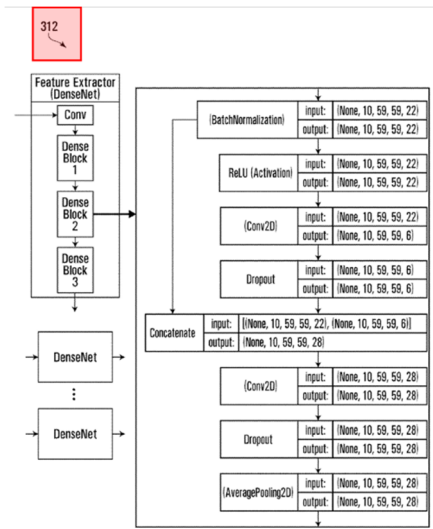 312
Feature Extractor
(DenseNet)
Conv
Dense
Block
1
Dense
Block
2
Dense
Block
3
DenseNet
DenseNet
(BatchNormalization)
input: (None, 10, 59, 59, 22)
output: (None, 10, 59, 59, 22)
ReLU (Activation)
input: (None, 10, 59, 59, 22)
output: (None, 10, 59, 59, 22)
(Conv2D)
input: (None, 10, 59, 59, 22)
output: (None, 10, 59, 59, 6)
Dropout
input: (None, 10, 59, 59, 6)
output: (None, 10, 59, 59, 6)
Concatenate
input: [(None, 10, 59, 59, 22), (None, 10, 59, 59, 6)]
output: (None, 10, 59, 59, 28)
(Conv2D)
input: (None, 10, 59, 59, 28)
output: (None, 10, 59, 59, 28)
Dropout
input: (None, 10, 59, 59, 28)
output: (None, 10, 59, 59, 28)
(AveragePooling2D)
input: (None, 10, 59, 59, 28)
output: (None, 10, 59, 59, 28)